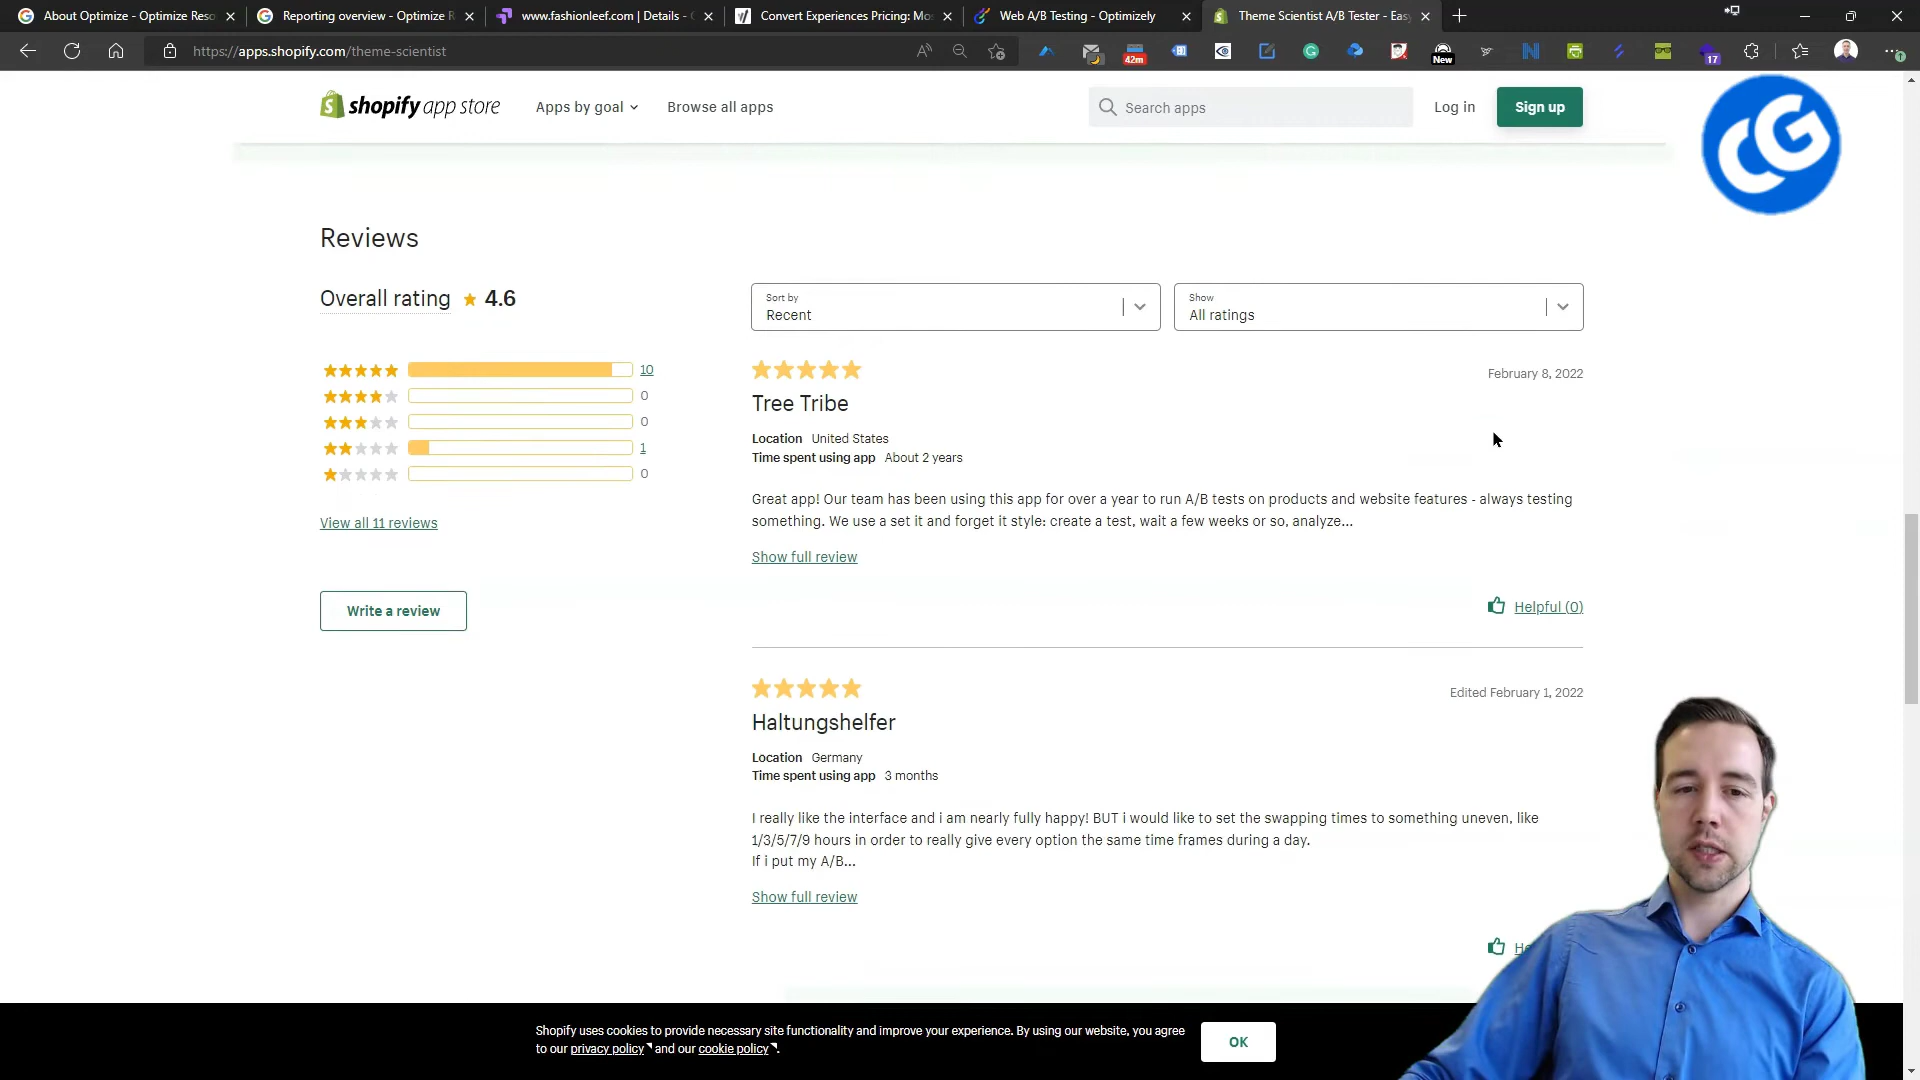 About Optimize - Optimize Reso
Reporting overview - Optimize R
www.fashionleef.com | Details -
Convert Experiences Pricing: Mo
Web A/B Testing - Optimizely
Theme Scientist A/B Tester - Eas
https://apps.shopify.com/theme-scientist
42m
New
17
shopify app store
Apps by goal
Browse all apps
Search apps
Log in
Sign up
CG
Reviews
Overall rating 4.6
10
0
0
1
0
View all 11 reviews
Write a review
Sort by
Recent
Show
All ratings
February 8, 2022
Tree Tribe
Location United States
Time spent using app About 2 years
Great app! Our team has been using this app for over a year to run A/B tests on products and website features - always testing
something. We use a set it and forget it style: create a test, wait a few weeks or so, analyze...
Show full review
Helpful (0)
Edited February 1, 2022
Haltungshelfer
Location Germany
Time spent using app 3 months
I really like the interface and i am nearly fully happy! BUT i would like to set the swapping times to something uneven, like
1/3/5/7/9 hours in order to really give every option the same time frames during a day.
If i put my A/B...
Show full review
He
Shopify uses cookies to provide necessary site functionality and improve your experience. By using our website, you agree
to our privacy policy and our cookie policy.
OK